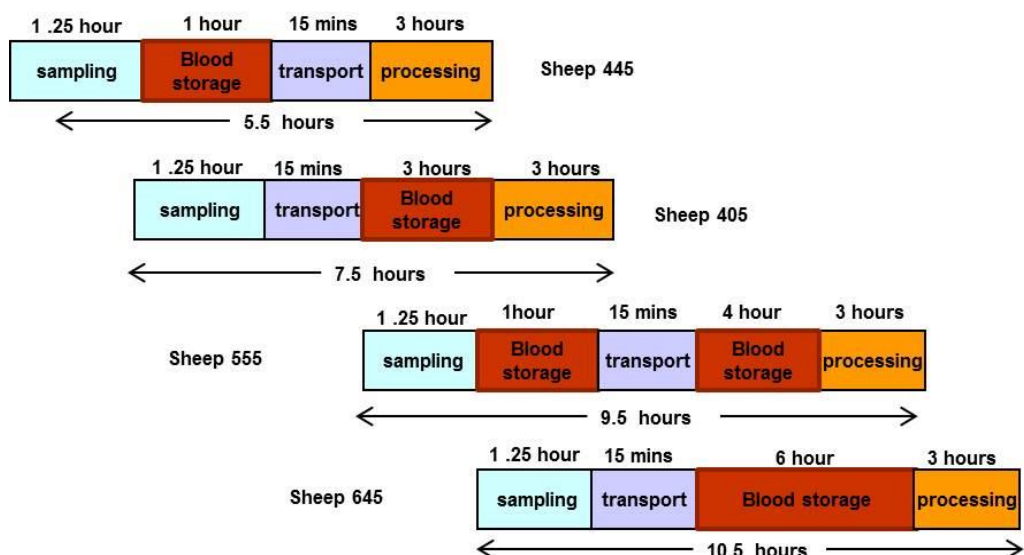 1 .25 hour 1 hour 15 mins 3 hours
sampling Blood storage transport processing Sheep 445
5.5 hours
1 .25 hour 15 mins 3 hours 3 hours
sampling transport Blood storage processing Sheep 405
7.5 hours
1 .25 hour 1hour 15 mins 4 hour 3 hours
Sheep 555 sampling Blood storage transport Blood storage processing
9.5 hours
1 .25 hour 15 mins 6 hour 3 hours
Sheep 645 sampling transport Blood storage processing
10.5 hours